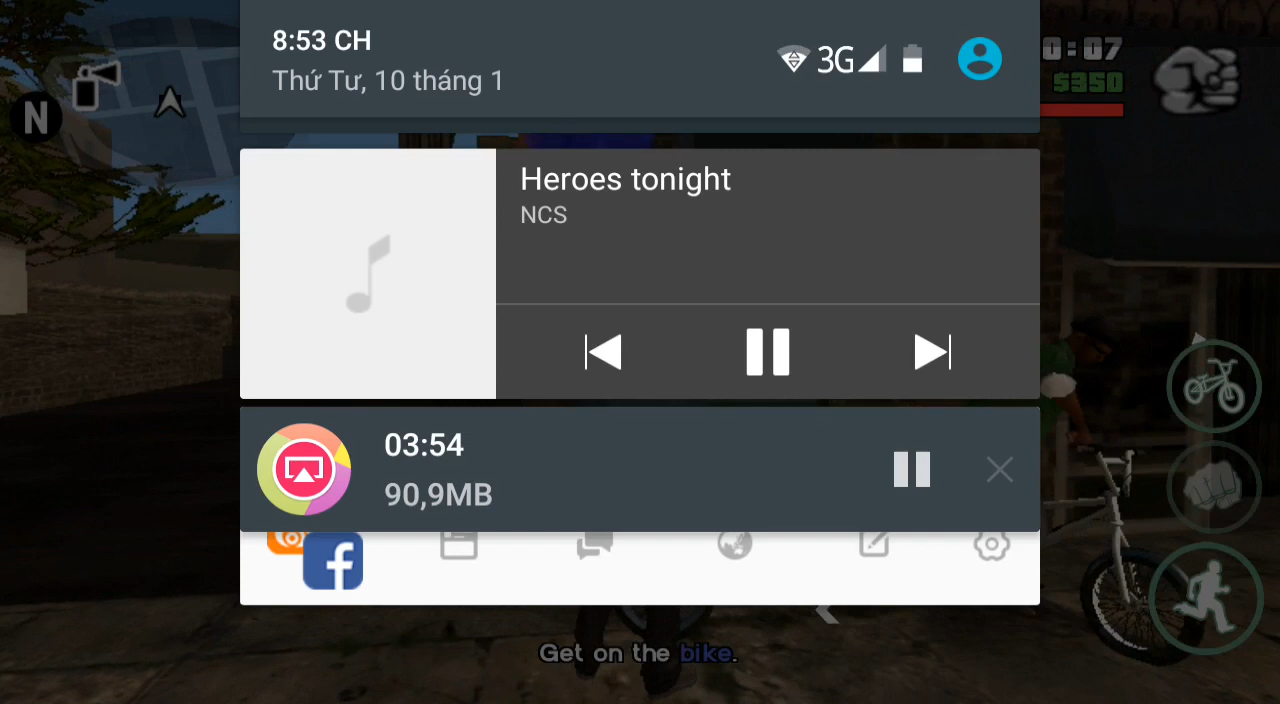 8:53 CH
Thứ Tư, 10 tháng 1
3G
0:07
$350
N
Heroes tonight
NCS
03:54
90,9MB
f
Get on the bike.